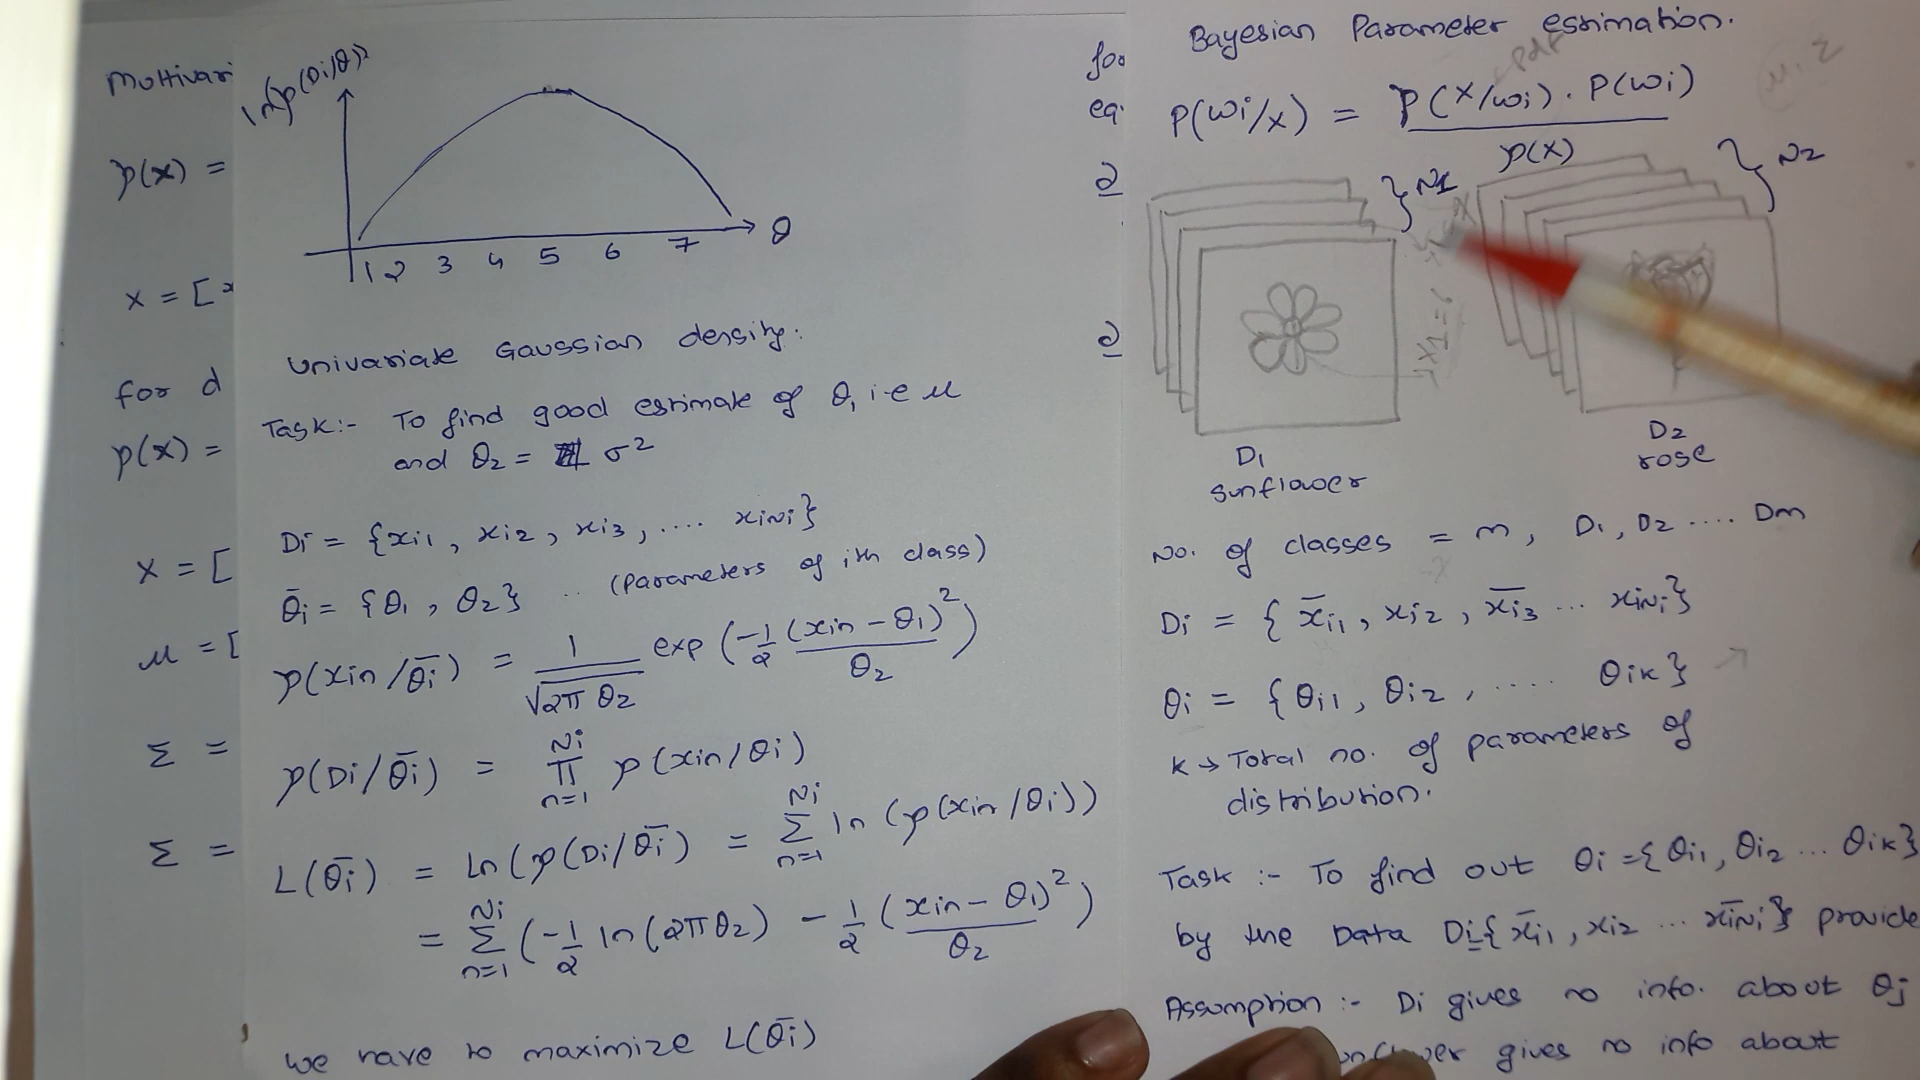 Multivari
p(x) =
x = [x
for d
p(x) =
x = [
μ = [
Σ =
Σ =
ln(p(Di/θ))
1 2 3 4 5 6 7 θ
Univariate Gaussian density:
Task:- To find good estimate of θ, i.e μ
and θ2 = σ2
Di = {xi1, xi2, xi3, .... xiNi}
θ̄i = {θ1, θ2} .. (parameters of ith class)
p(xin/θ̄i) = 1/√2πθ2 exp(-1/2 (xin-θ1)2/θ2)
p(Di/θ̄i) = Ni π n=1 p(xin/θi)
L(θ̄i) = ln(p(Di/θ̄i) = Ni Σ n=1 ln(p(xin/θi))
= Ni Σ n=1 (-1/2 ln(2πθ2) - 1/2 (xin-θ1)2/θ2)
we have to maximize L(θ̄i)
for
eq.
∂
∂
Bayesian Parameter estimation.
pdf
P(ωi/x) = P(x/ωi).P(ωi)/p(x)
N1
N2
D1
sunflower
D2
rose
No. of classes = m, D1, D2 .... Dm
Di = {x̄i1, xi2, x̄i3 ... xiNi}
θi = {θi1, θi2, ..... θik}
k → Total no. of parameters of
distribution.
Task :- To find out θi = {θi1, θi2 ... θik}
by the Data Di{x̄i1, xi2 ... x̄iNi} provide
Assumption :- Di gives no info. about θj
gives no info about